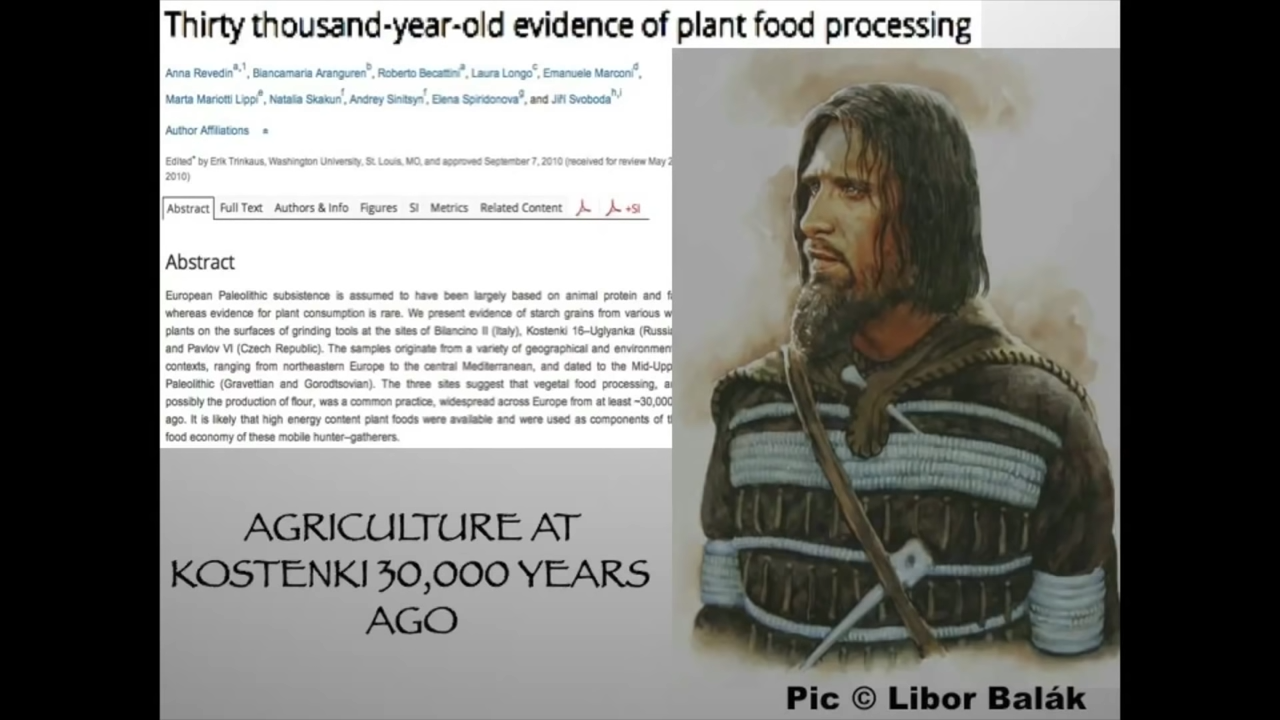 Thirty thousand-year-old evidence of plant food processing
Anna Revedin a,1, Biancamaria Aranguren b, Roberto Becattini a, Laura Longo c, Emanuele Marconi d,
Marta Mariotti Lippi e, Natalia Skakun f, Andrey Sinitsyn f, Elena Spiridonova g, and Jiří Svoboda h,i
Author Affiliations
Edited* by Erik Trinkaus, Washington University, St. Louis, MO, and approved September 7, 2010 (received for review May 2
2010)
Abstract Full Text Authors & Info Figures SI Metrics Related Content +SI
Abstract
European Paleolithic subsistence is assumed to have been largely based on animal protein and f
whereas evidence for plant consumption is rare. We present evidence of starch grains from various w
plants on the surfaces of grinding tools at the sites of Bilancino II (Italy), Kostenki 16–Uglyanka (Russia
and Pavlov VI (Czech Republic). The samples originate from a variety of geographical and environmen
contexts, ranging from northeastern Europe to the central Mediterranean, and dated to the Mid-Upp
Paleolithic (Gravettian and Gorodtsovian). The three sites suggest that vegetal food processing, a
possibly the production of flour, was a common practice, widespread across Europe from at least ~30,000
ago. It is likely that high energy content plant foods were available and were used as components of t
food economy of these mobile hunter–gatherers.
AGRICULTURE AT
KOSTENKI 30,000 YEARS
AGO
Pic © Libor Balák